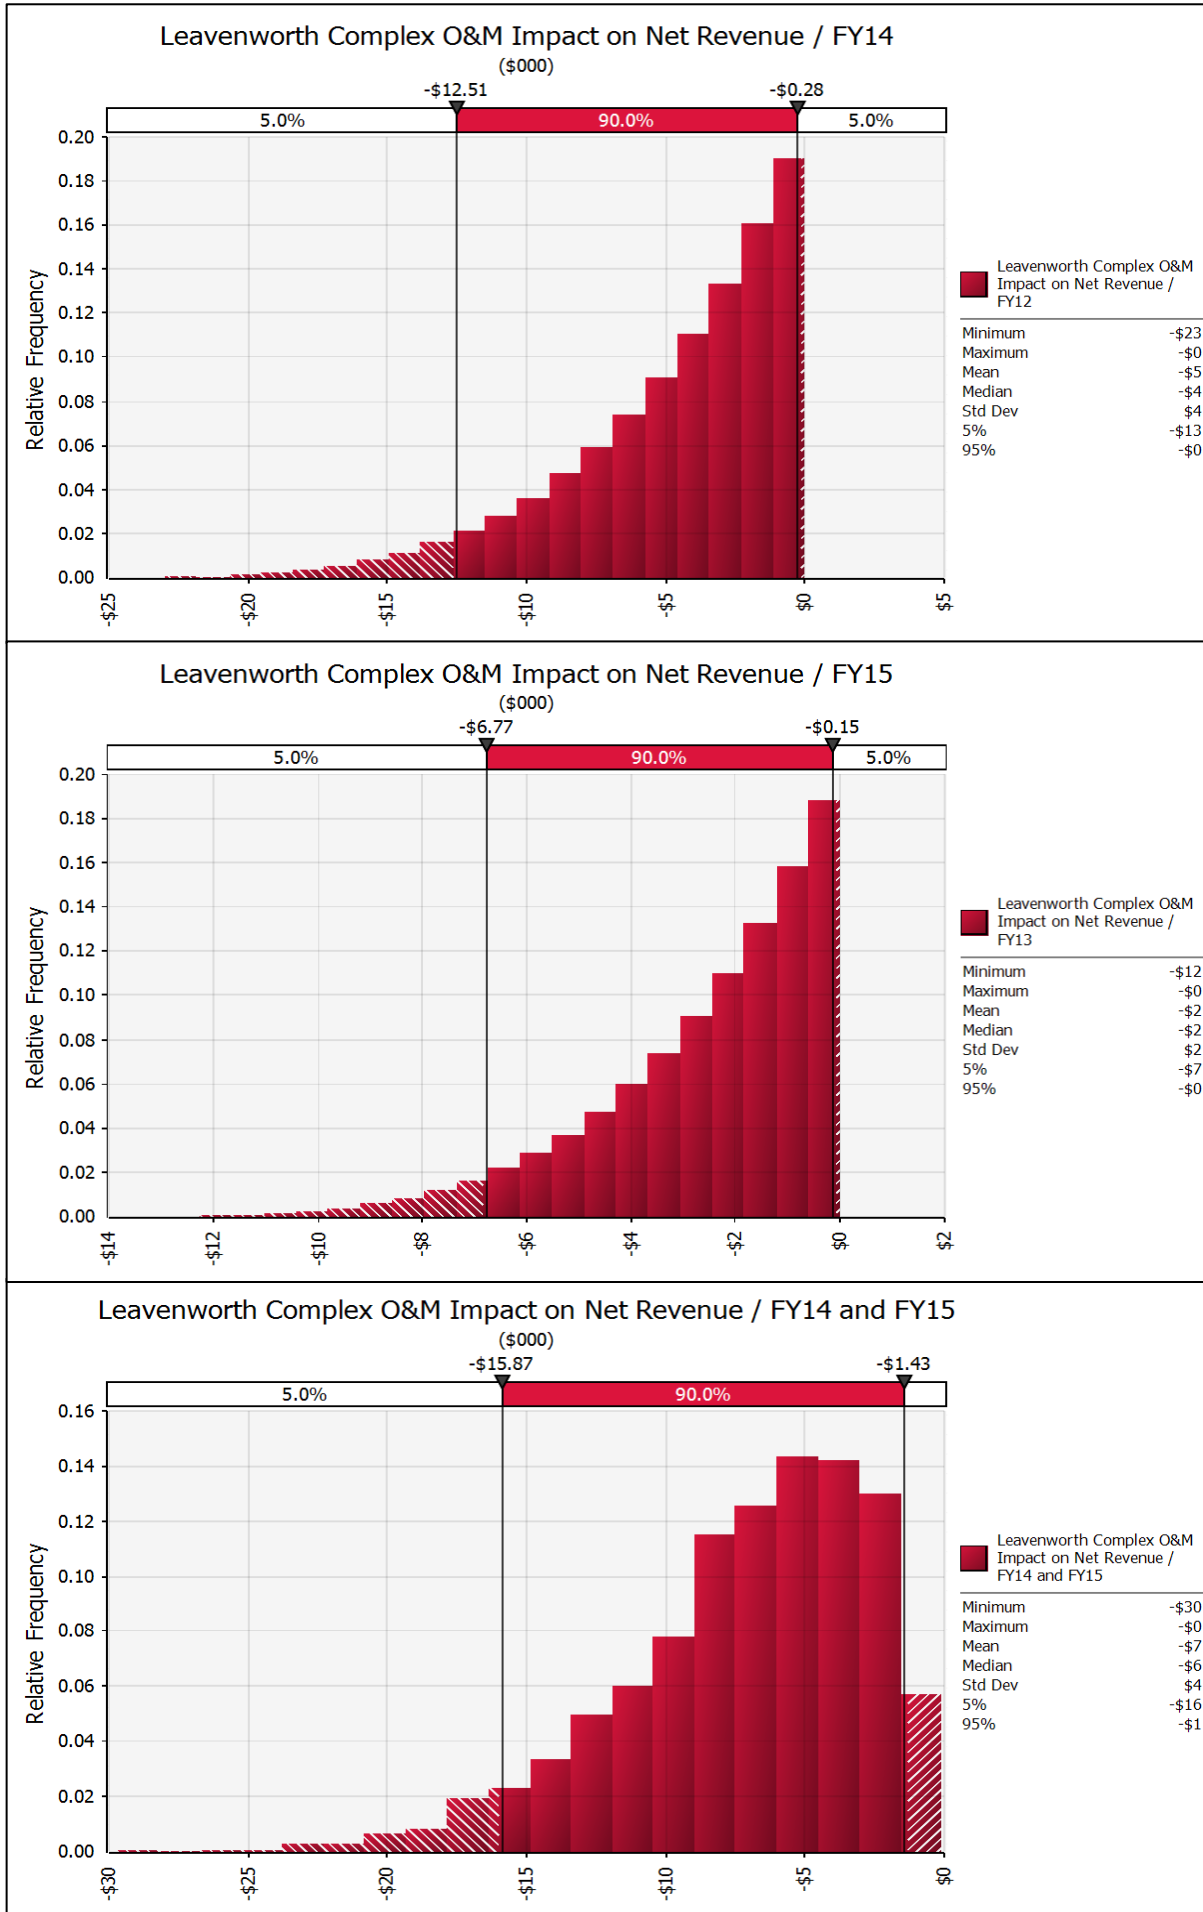 Leavenworth Complex O&M Impact on Net Revenue / FY14
($000)
-$12.51 -$0.28
5.0% 90.0% 5.0%
0.20
0.18
0.16
0.14
0.12
0.10
0.08
0.06
0.04
0.02
0.00
Relative Frequency
-$25 -$20 -$15 -$10 -$5 $0 $5
Leavenworth Complex O&M
Impact on Net Revenue /
FY12
Minimum -$23
Maximum -$0
Mean -$5
Median -$4
Std Dev $4
5% -$13
95% -$0
Leavenworth Complex O&M Impact on Net Revenue / FY15
($000)
-$6.77 -$0.15
5.0% 90.0% 5.0%
0.20
0.18
0.16
0.14
0.12
0.10
0.08
0.06
0.04
0.02
0.00
Relative Frequency
-$14 -$12 -$10 -$8 -$6 -$4 -$2 $0 $2
Leavenworth Complex O&M
Impact on Net Revenue /
FY13
Minimum -$12
Maximum -$0
Mean -$2
Median -$2
Std Dev $2
5% -$7
95% -$0
Leavenworth Complex O&M Impact on Net Revenue / FY14 and FY15
($000)
-$15.87 -$1.43
5.0% 90.0%
0.16
0.14
0.12
0.10
0.08
0.06
0.04
0.02
0.00
Relative Frequency
-$30 -$25 -$20 -$15 -$10 -$5 $0
Leavenworth Complex O&M
Impact on Net Revenue /
FY14 and FY15
Minimum -$30
Maximum -$0
Mean -$7
Median -$6
Std Dev $4
5% -$16
95% -$1